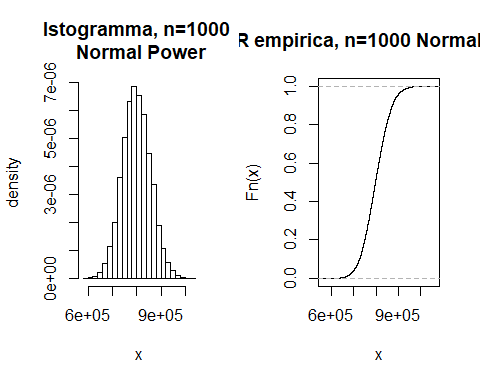 Istogramma, n=1000
Normal Power
density
0e+00
3e-06
5e-06
7e-06
6e+05
9e+05
x
R empirica, n=1000 Normal
Fn(x)
0.0
0.2
0.4
0.6
0.8
1.0
6e+05
9e+05
x